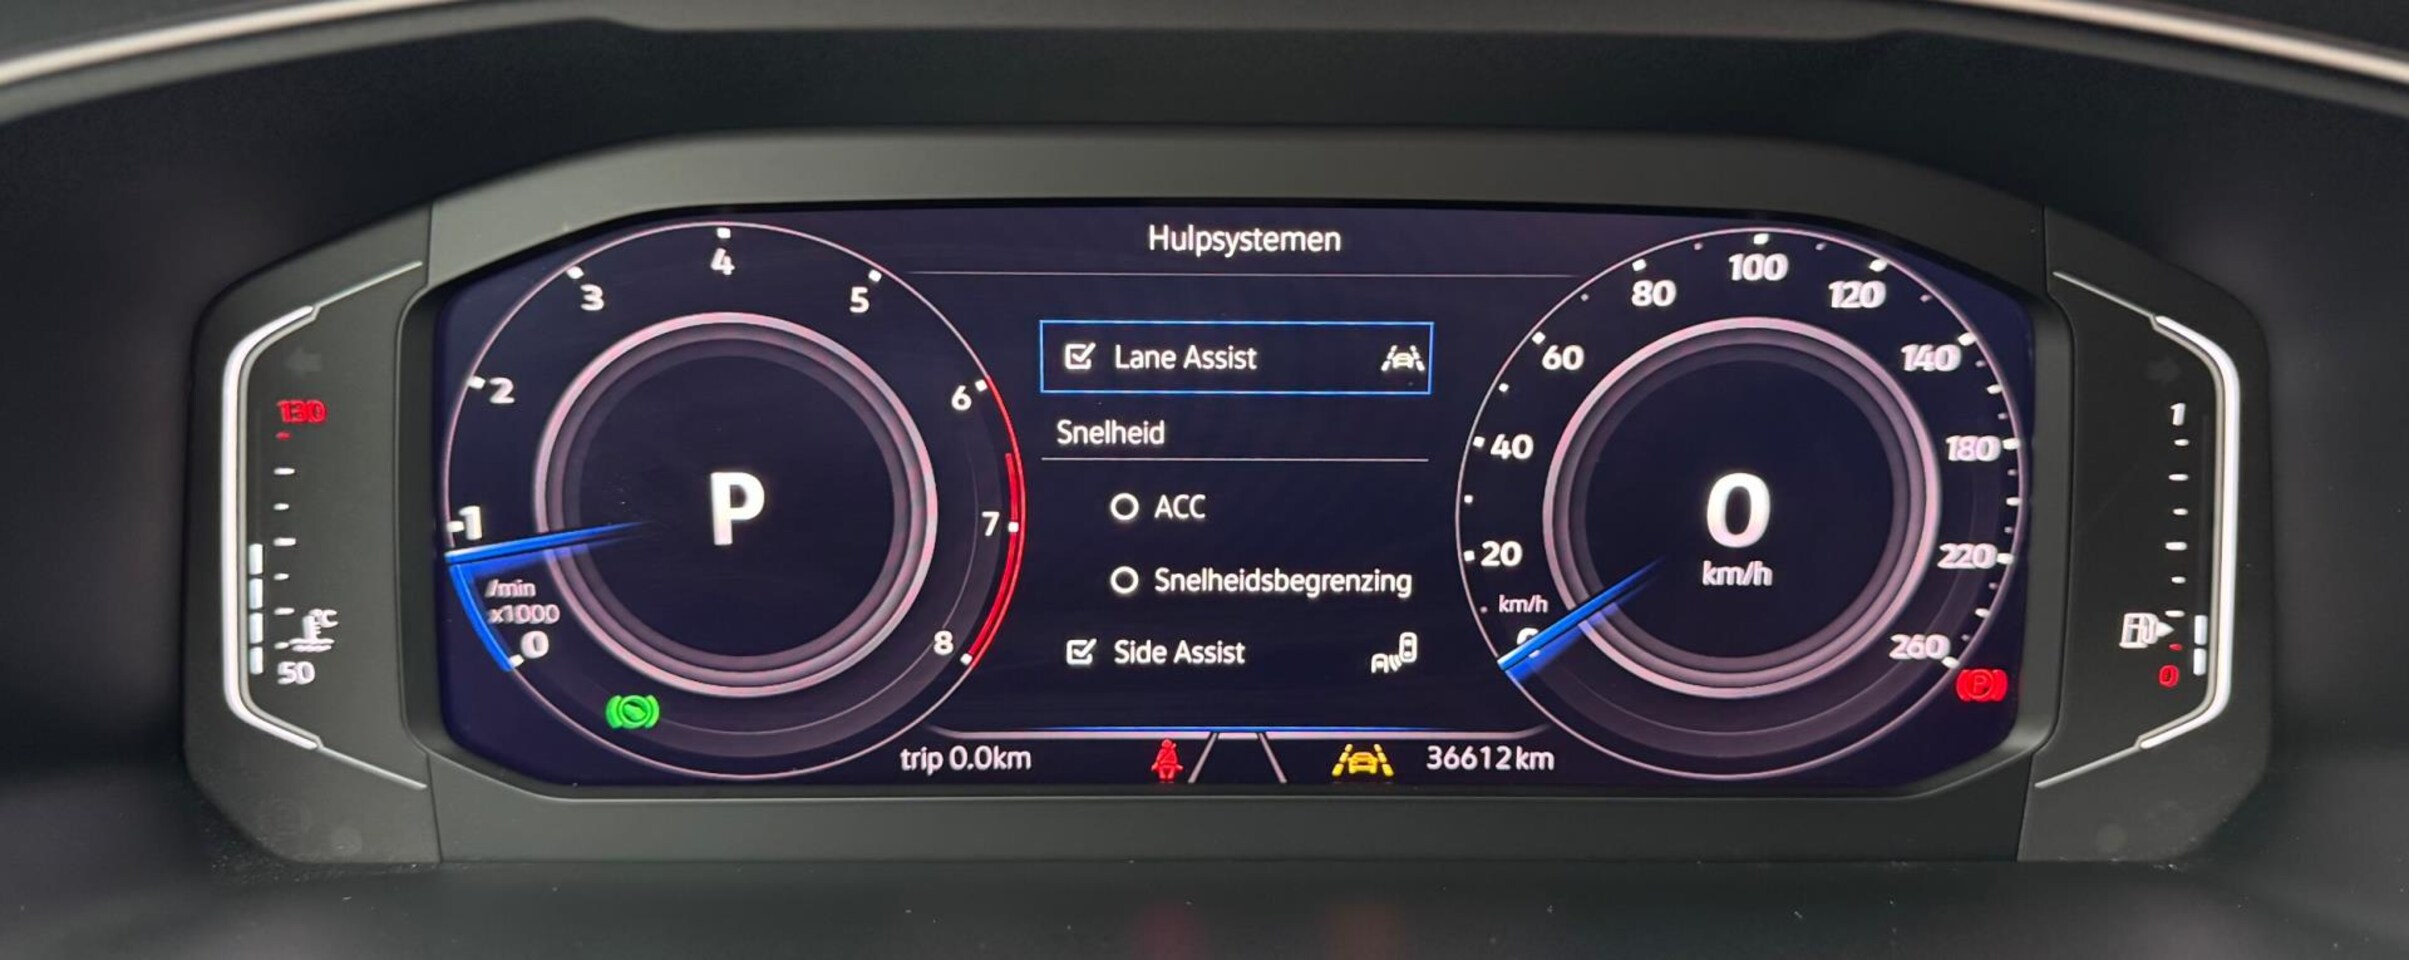 Hulpsystemen
130
50
°C
0
1
2
3
4
5
6
7
8
/min
x1000
P
Lane Assist
Snelheid
ACC
Snelheidsbegrenzing
Side Assist
trip 0.0km
36612km
20
40
60
80
100
120
140
180
220
260
km/h
0
km/h
P
1
0